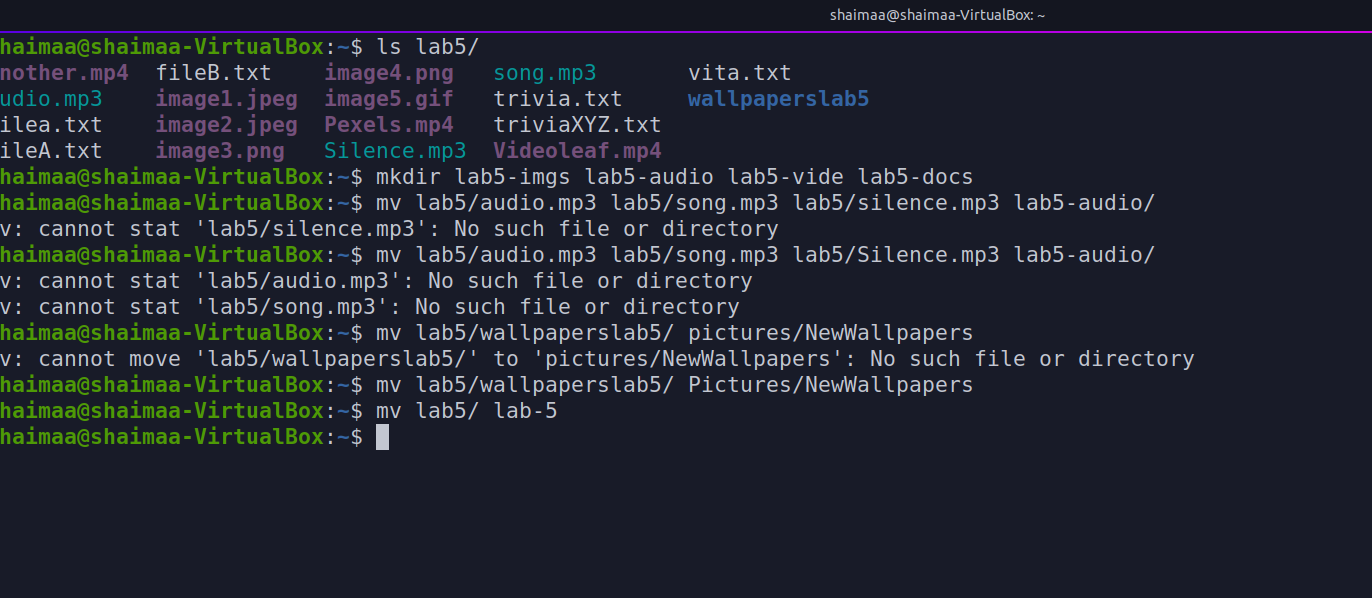 shaimaa@shaimaa-VirtualBox: ~
haimaa@shaimaa-VirtualBox:~$ ls lab5/
nother.mp4 fileB.txt image4.png song.mp3 vita.txt
udio.mp3 image1.jpeg image5.gif trivia.txt wallpaperslab5
ilea.txt image2.jpeg Pexels.mp4 triviaXYZ.txt
ileA.txt image3.png Silence.mp3 Videoleaf.mp4
haimaa@shaimaa-VirtualBox:~$ mkdir lab5-imgs lab5-audio lab5-vide lab5-docs
haimaa@shaimaa-VirtualBox:~$ mv lab5/audio.mp3 lab5/song.mp3 lab5/silence.mp3 lab5-audio/
v: cannot stat 'lab5/silence.mp3': No such file or directory
haimaa@shaimaa-VirtualBox:~$ mv lab5/audio.mp3 lab5/song.mp3 lab5/Silence.mp3 lab5-audio/
v: cannot stat 'lab5/audio.mp3': No such file or directory
v: cannot stat 'lab5/song.mp3': No such file or directory
haimaa@shaimaa-VirtualBox:~$ mv lab5/wallpaperslab5/ pictures/NewWallpapers
v: cannot move 'lab5/wallpaperslab5/' to 'pictures/NewWallpapers': No such file or directory
haimaa@shaimaa-VirtualBox:~$ mv lab5/wallpaperslab5/ Pictures/NewWallpapers
haimaa@shaimaa-VirtualBox:~$ mv lab5/ lab-5
haimaa@shaimaa-VirtualBox:~$